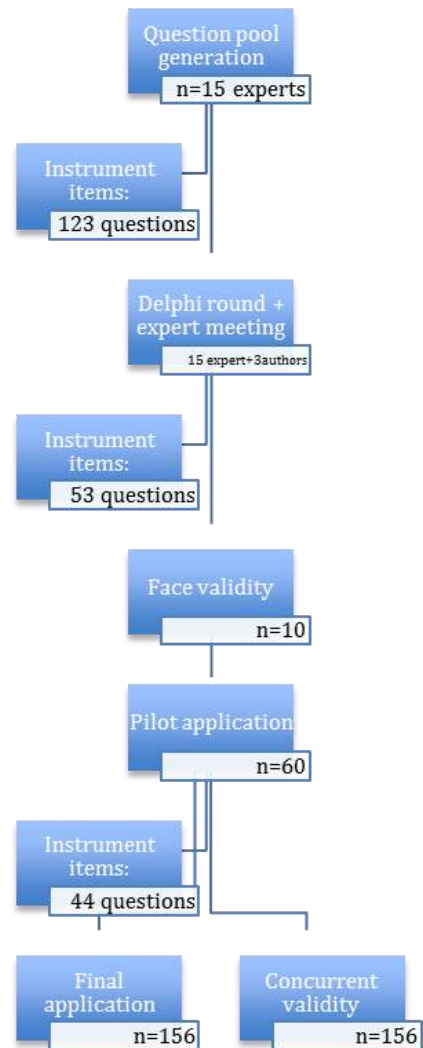 Question pool
generation
n=15 experts
Instrument
items:
123 questions
Delphi round +
expert meeting
15 expert+3authors
Instrument
items:
53 questions
Face validity
n=10
Pilot application
n=60
Instrument
items:
44 questions
Final
application
n=156
Concurrent
validity
n=156